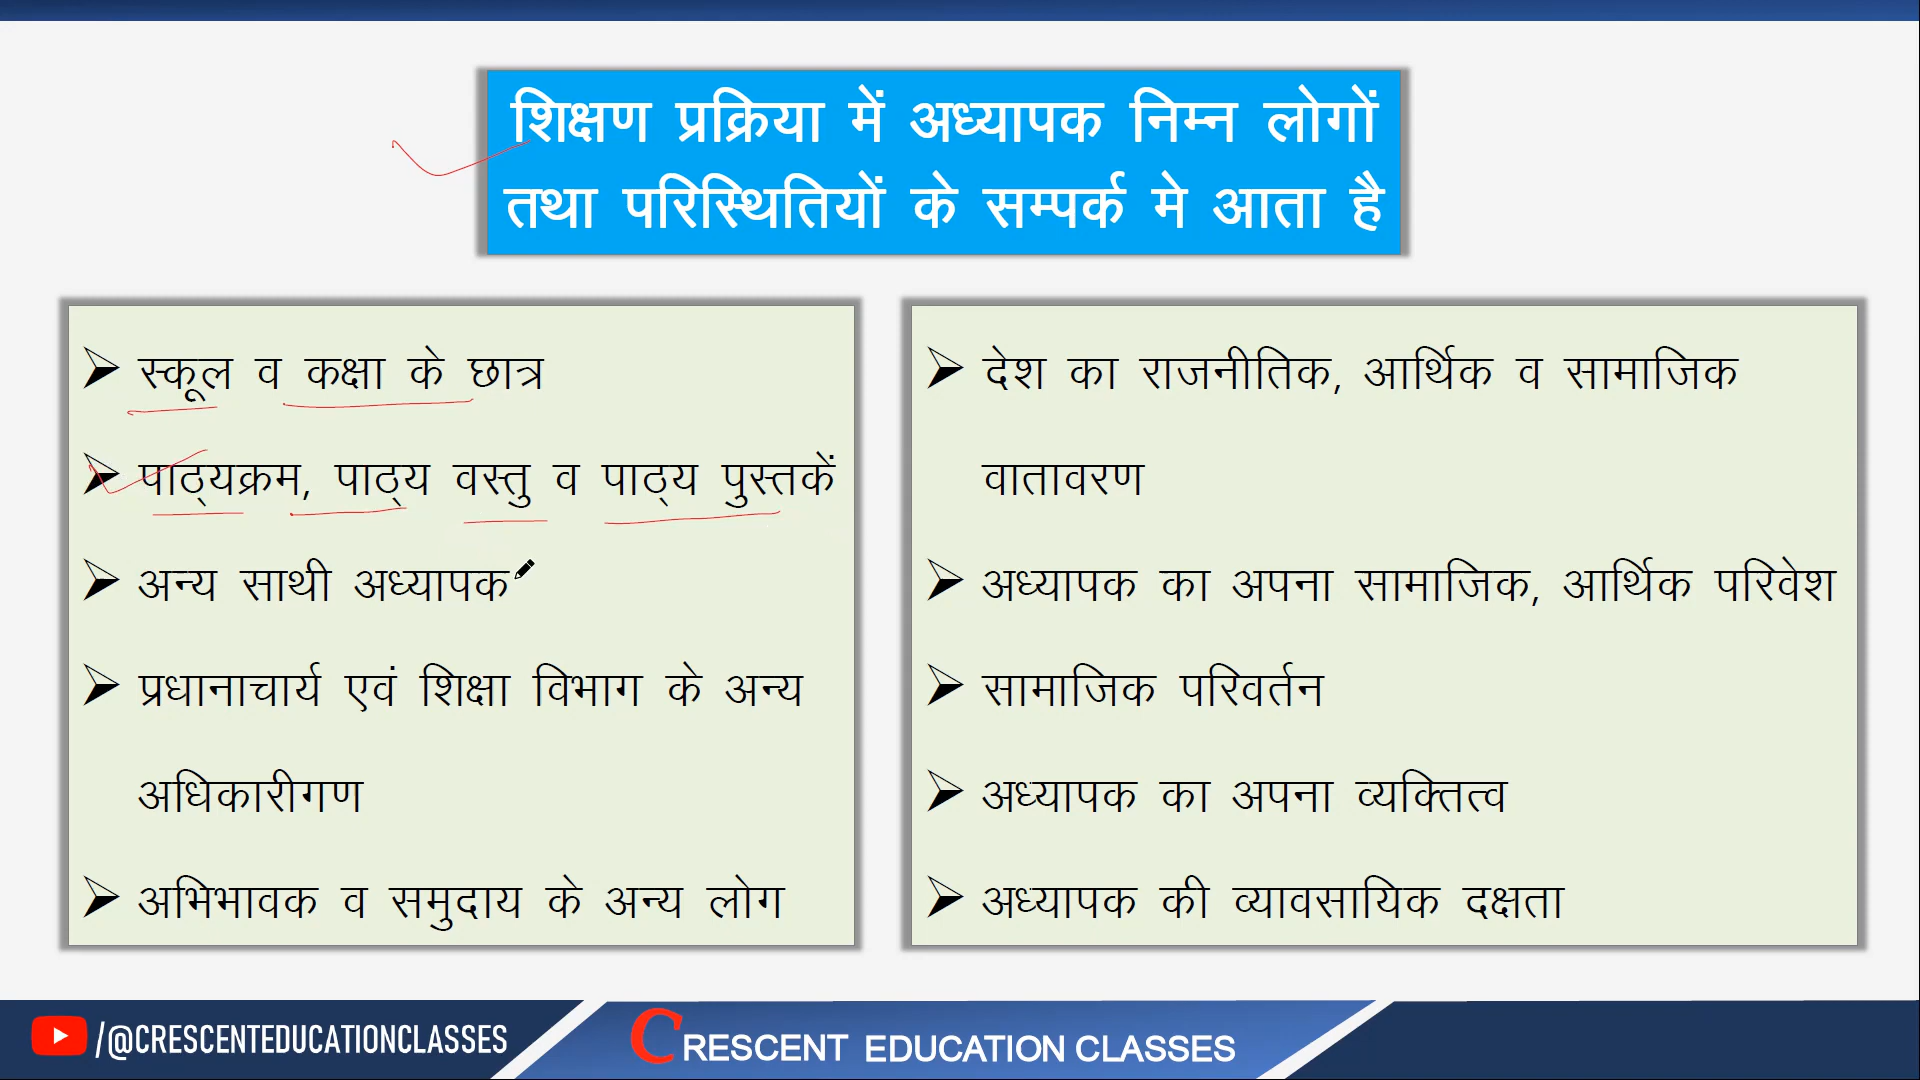 शिक्षण प्रक्रिया में अध्यापक निम्न लोगों
तथा परिस्थितियों के सम्पर्क मे आता है
स्कूल व कक्षा के छात्र
पाठ्यक्रम, पाठ्य वस्तु व पाठ्य पुस्तकें
अन्य साथी अध्यापक
प्रधानाचार्य एवं शिक्षा विभाग के अन्य
अधिकारीगण
अभिभावक व समुदाय के अन्य लोग
देश का राजनीतिक, आर्थिक व सामाजिक
वातावरण
अध्यापक का अपना सामाजिक, आर्थिक परिवेश
सामाजिक परिवर्तन
अध्यापक का अपना व्यक्तित्व
अध्यापक की व्यावसायिक दक्षता
/@CRESCENTEDUCATIONCLASSES
CRESCENT EDUCATION CLASSES